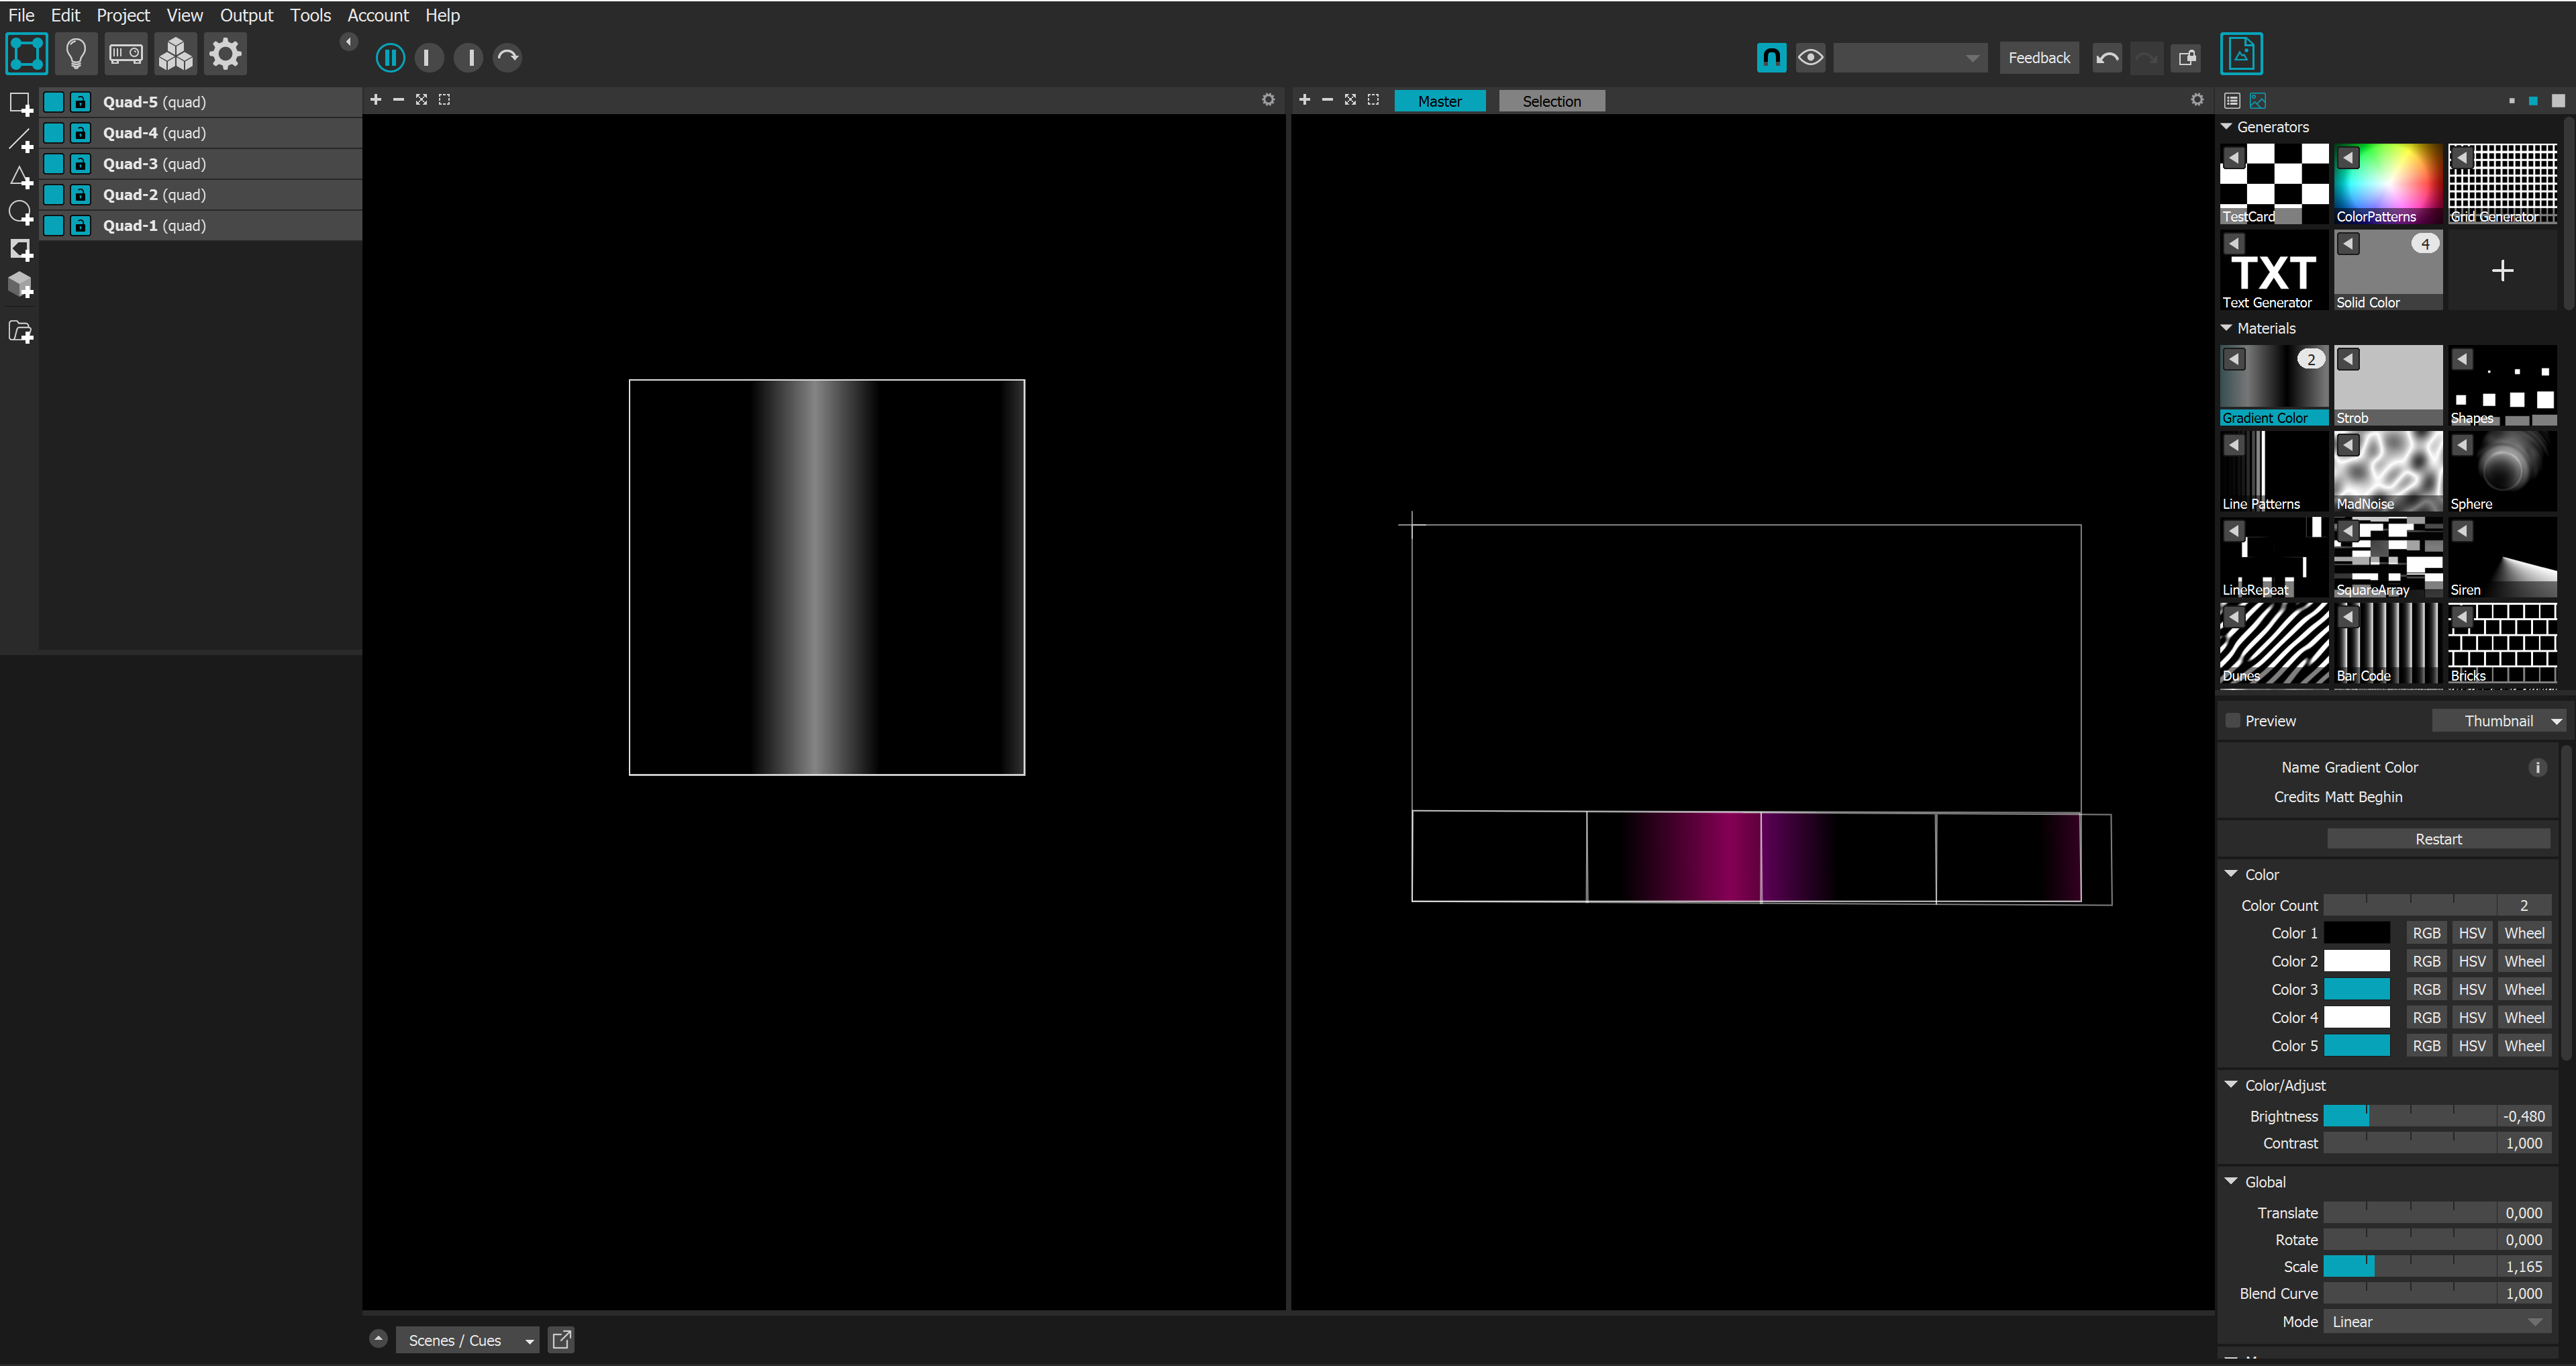 File Edit Project View Output Tools Account Help
Feedback
Quad-5 (quad)
Quad-4 (quad)
Quad-3 (quad)
Quad-2 (quad)
Quad-1 (quad)
Master Selection
Generators
TestCard ColorPatterns Grid Generator
4
TXT
Text Generator Solid Color
Materials
2
Gradient Color Strob Shapes
Line Patterns MadNoise Sphere
LineRepeat SquareArray Siren
Dunes Bar Code Bricks
Preview Thumbnail
Name Gradient Color
Credits Matt Beghin
Restart
Color
Color Count 2
Color 1 RGB HSV Wheel
Color 2 RGB HSV Wheel
Color 3 RGB HSV Wheel
Color 4 RGB HSV Wheel
Color 5 RGB HSV Wheel
Color/Adjust
Brightness -0,480
Contrast 1,000
Global
Translate 0,000
Rotate 0,000
Scale 1,165
Blend Curve 1,000
Mode Linear
Scenes / Cues